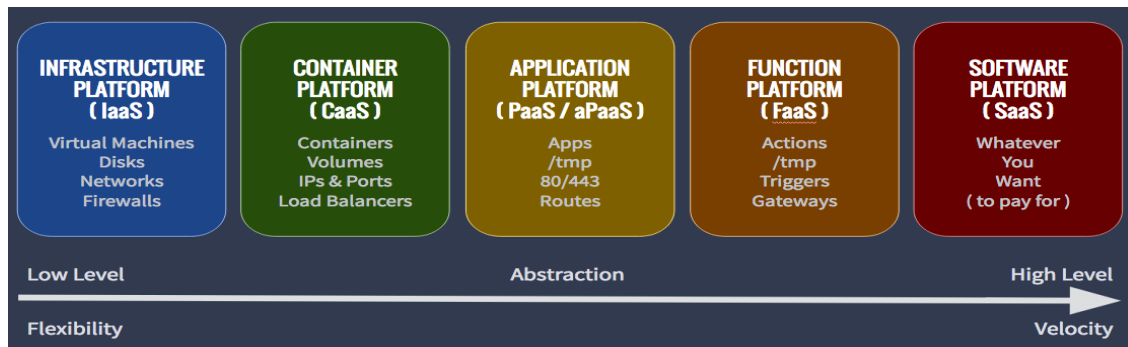 INFRASTRUCTURE
PLATFORM
( IaaS )
Virtual Machines
Disks
Networks
Firewalls
CONTAINER
PLATFORM
( CaaS )
Containers
Volumes
IPs & Ports
Load Balancers
APPLICATION
PLATFORM
( PaaS / aPaaS )
Apps
/tmp
80/443
Routes
FUNCTION
PLATFORM
( FaaS )
Actions
/tmp
Triggers
Gateways
SOFTWARE
PLATFORM
( SaaS )
Whatever
You
Want
( to pay for )
Low Level Abstraction High Level
Flexibility Velocity